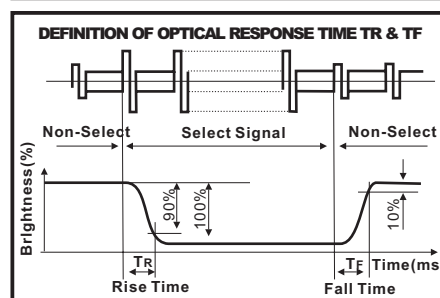 DEFINITION OF OPTICAL RESPONSE TIME TR & TF
Non-Select Select Signal Non-Select
Brightness(%)
90%
100%
10%
TR TF Time(ms
Rise Time Fall Time